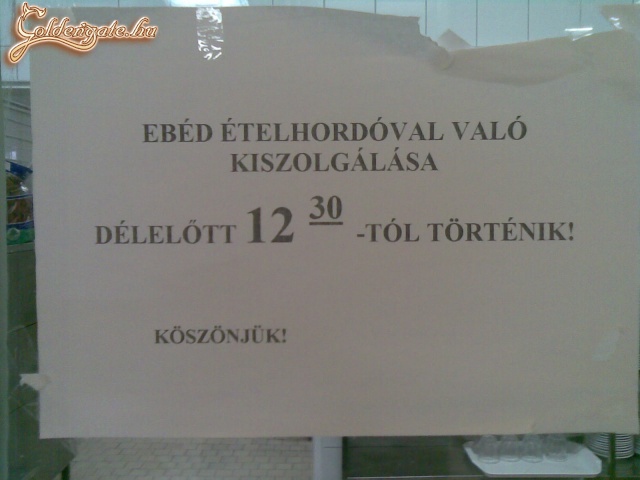 Goldengate.hu
EBÉD ÉTELHORDÓVAL VALÓ
KISZOLGÁLÁSA
DÉLELŐTT 12 30 -TÓL TÖRTÉNIK!
KÖSZÖNJÜK!